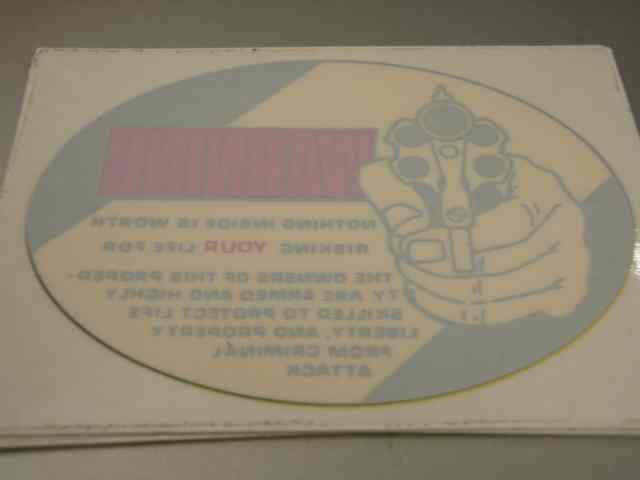 WARNING
NOTHING INSIDE IS WORTH
RISKING YOUR LIFE FOR
THE OWNERS OF THIS PROPER-
TY ARE ARMED AND HIGHLY
SKILLED TO PROTECT LIFE
LIBERTY, AND PROPERTY
FROM CRIMINAL
ATTACK